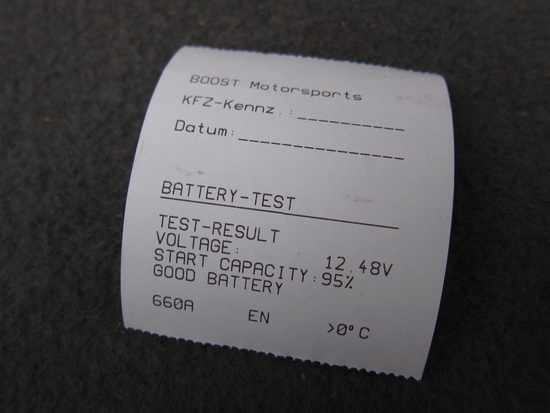 BOOST Motorsports
KFZ-Kennz.:__________
Datum:_______________
BATTERY-TEST
TEST-RESULT
VOLTAGE: 12.48V
START CAPACITY:95%
GOOD BATTERY
660A EN >0°C